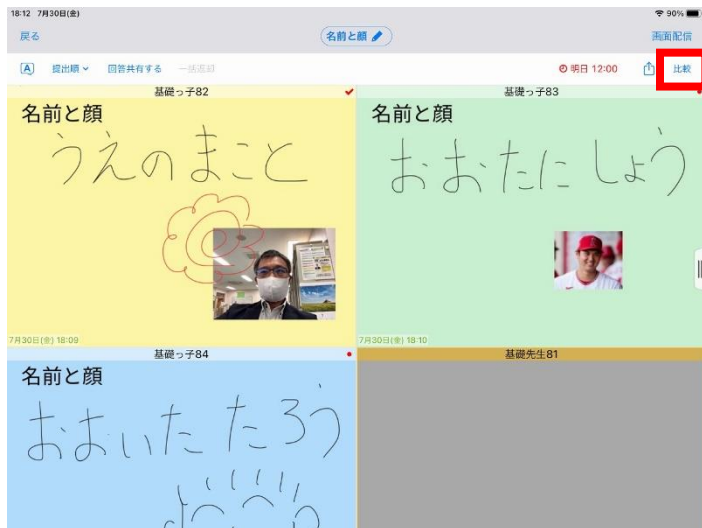 18:12 7月30日(金)
90%
戻る
名前と顔
画面配信
A 提出順 回答共有する 一括返却
明日 12:00
比較
基礎っ子82
名前と顔
うえの まこと
7月30日(金) 18:09
基礎っ子83
名前と顔
おおたに しょう
7月30日(金) 18:10
基礎っ子84
名前と顔
おおいた たろう
基礎先生81